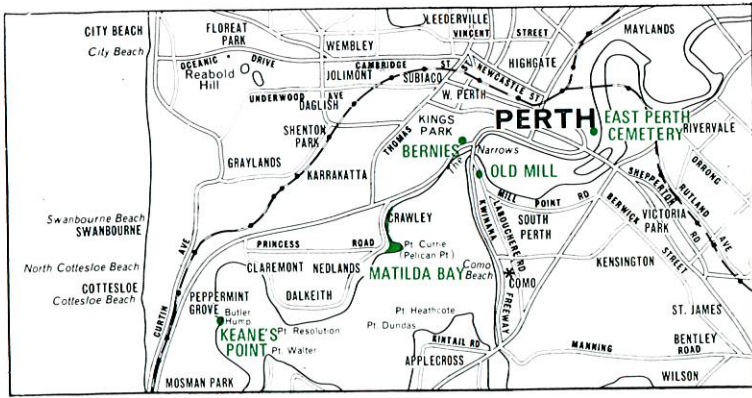 LEEDERVILLE
CITY BEACH
City Beach
FLOREAT
PARK
WEMBLEY
VINCENT STREET
MAYLANDS
HIGHGATE
OCEANIC DRIVE
Reabold
Hill
CAMBRIDGE ST
JOLIMONT
SUBIACO
NEWCASTLE ST
UNDERWOOD AVE
DAGLISH
W. PERTH
KINGS
PARK
PERTH
EAST PERTH
CEMETERY
RIVERVALE
SHENTON
PARK
THOMAS
BERNIES
The Narrows
GRAYLANDS
KARRAKATTA
OLD MILL
ORRONG
SHEPPERTON RD
RUTLAND AVE
MILL POINT RD
Swanbourne Beach
SWANBOURNE
CRAWLEY
KWINANA FREEWAY
LABOUCHERE RD
SOUTH
PERTH
BERWICK STREET
VICTORIA
PARK
PRINCESS ROAD
Pt. Currie
(Pelican Pt.)
North Cottesloe Beach
CLAREMONT
NEDLANDS
MATILDA BAY
Como
Beach
COMO
KENSINGTON
COTTESLOE
Cottesloe Beach
CURTIN AVE
PEPPERMINT
GROVE
DALKEITH
Butler
Hump
Pt. Heathcote
ST. JAMES
KEANE'S
POINT
Pt. Resolution
Pt. Dundas
Pt. Walter
KINTAIL RD
MANNING ROAD
BENTLEY
APPLECROSS
MOSMAN PARK
WILSON